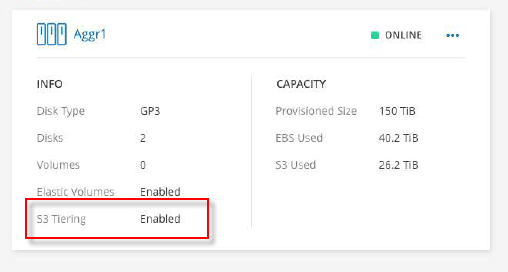 Aggr1
ONLINE
INFO
Disk Type GP3
Disks 2
Volumes 0
Elastic Volumes Enabled
S3 Tiering Enabled
CAPACITY
Provisioned Size 150 TiB
EBS Used 40.2 TiB
S3 Used 26.2 TiB